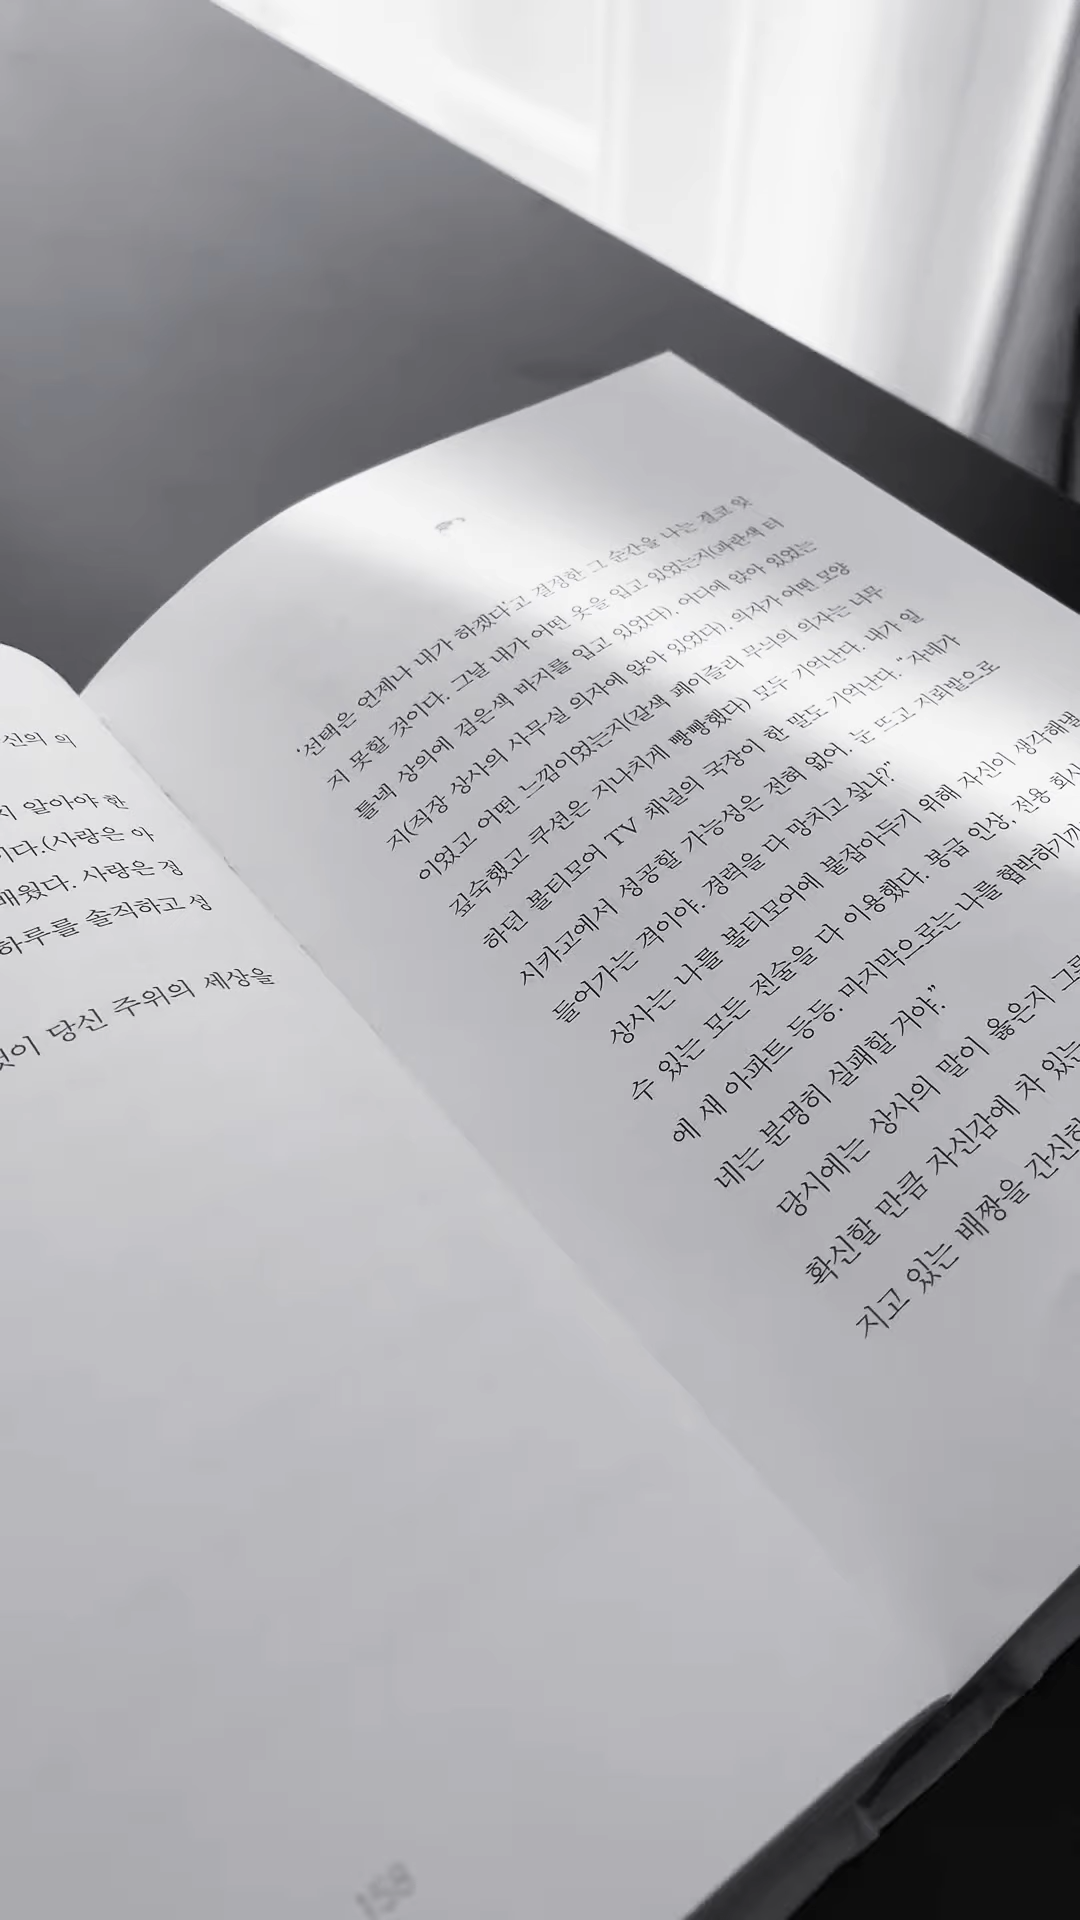 신의 의
알아야 한
이다.(사랑은 아
배웠다. 사랑은 정
하루를 솔직하고 성
것이 당신 주위의 세상을
158
‘선택은 언제나 내가 하겠다’고 결정한 그 순간을 나는 결코 잊
지 못할 것이다. 그날 내가 어떤 옷을 입고 있었는지(파란색 터
틀넥 상의에 검은색 바지를 입고 있었다), 어디에 앉아 있었는
지(직장 상사의 사무실 의자에 앉아 있었다), 의자가 어떤 모양
이었고 어떤 느낌이었는지(갈색 페이즐리 무늬의 의자는 너무
깊숙했고 쿠션은 지나치게 빵빵했다) 모두 기억난다. 내가 일
하던 볼티모어 TV 채널의 국장이 한 말도 기억난다. “자네가
시카고에서 성공할 가능성은 전혀 없어. 눈 뜨고 지뢰밭으로
들어가는 격이야. 경력을 다 망치고 싶나?”
상사는 나를 볼티모어에 붙잡아두기 위해 자신이 생각해낼
수 있는 모든 전술을 다 이용했다. 봉급 인상, 전용 회사
에 새 아파트 등등. 마지막으로는 나를 협박하기까
네는 분명히 실패할 거야.”
당시에는 상사의 말이 옳은지 그른
확신할 만큼 자신감에 차 있는
지고 있는 배짱을 간신히